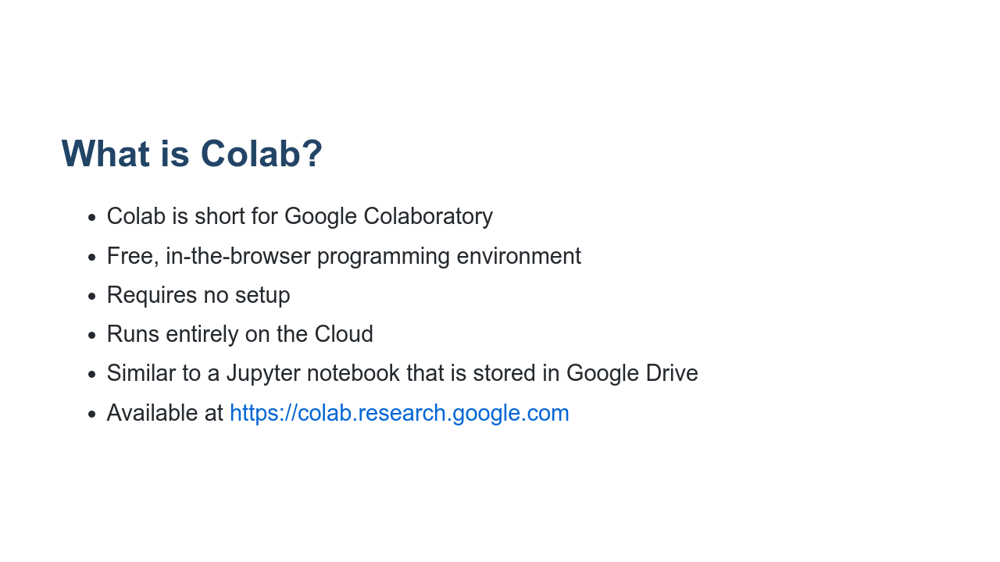 What is Colab?
• Colab is short for Google Colaboratory
• Free, in-the-browser programming environment
• Requires no setup
• Runs entirely on the Cloud
• Similar to a Jupyter notebook that is stored in Google Drive
• Available at https://colab.research.google.com